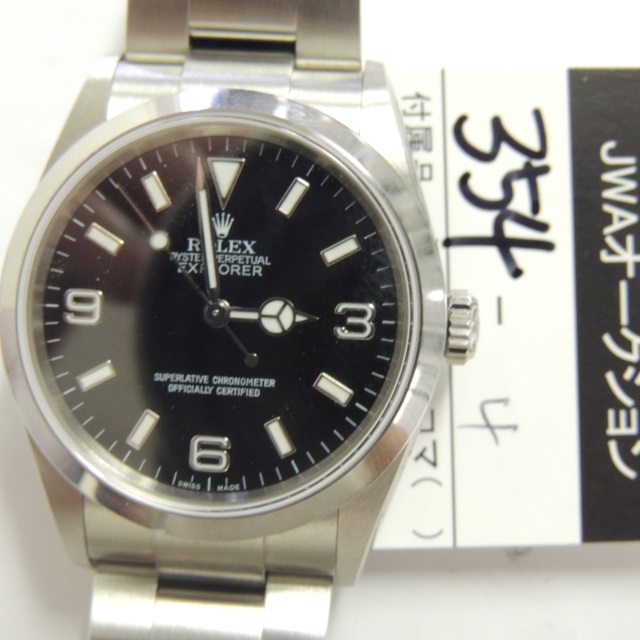 ROLEX
OYSTER PERPETUAL
EXPLORER
9
3
6
SUPERLATIVE CHRONOMETER
OFFICIALLY CERTIFIED
SWISS MADE
付属品
354-4
コマ( )
JWAオークション